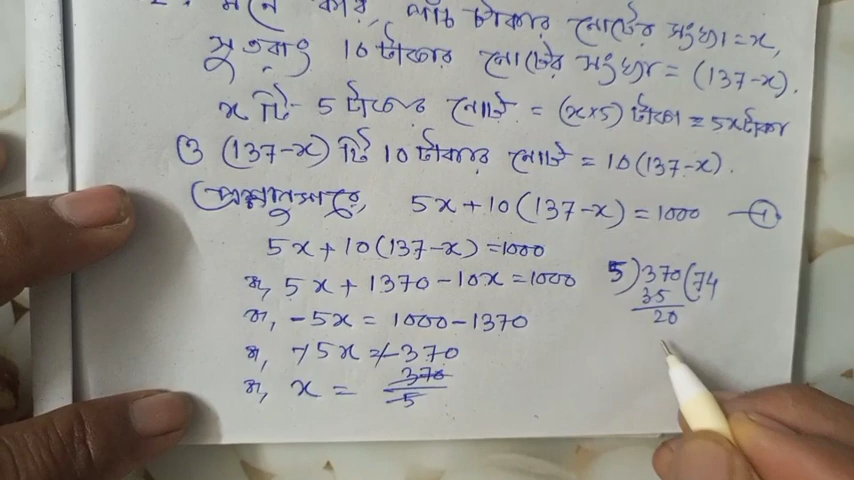 মনে করি, পাঁচ টাকার নোটের সংখ্যা = x,
সুতরাং 10 টাকার নোটের সংখ্যা = (137-x).
x টি 5 টাকার নোট = (x×5) টাকা = 5x টাকা
ও (137-x) টি 10 টাকার নোট = 10(137-x).
প্রশ্নানুসারে, 5x+10(137-x)=1000 —①
5x+10(137-x)=1000
বা, 5x+1370-10x=1000
বা, -5x=1000-1370
বা, -5x=-370
বা, x = 370/5
5)370(74
35
20